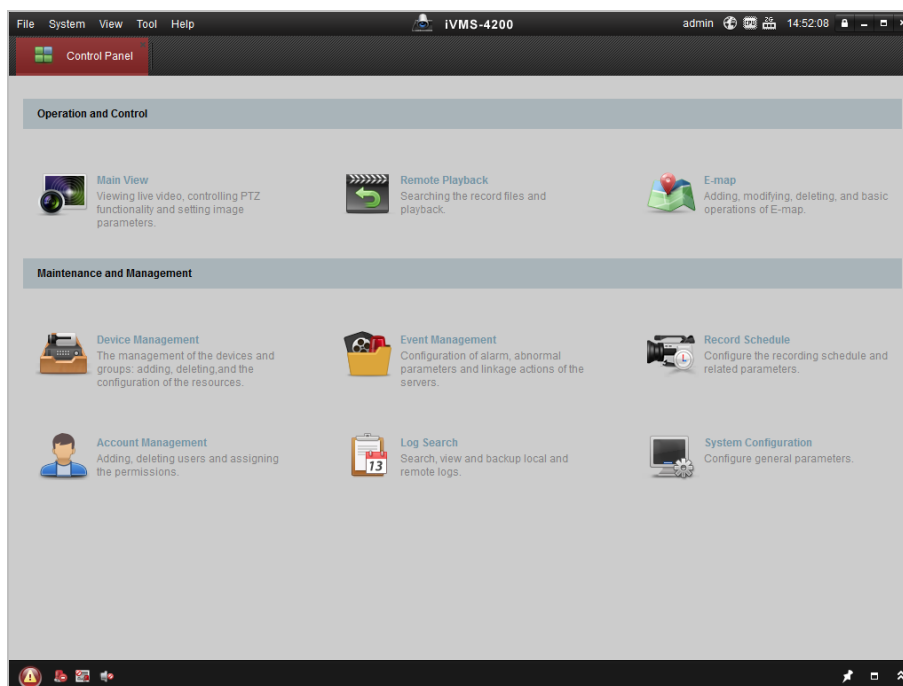 File System View Tool Help iVMS-4200 admin 14:52:08
Control Panel
Operation and Control
Main View
Viewing live video, controlling PTZ
functionality and setting image
parameters.
Remote Playback
Searching the record files and
playback.
E-map
Adding, modifying, deleting, and basic
operations of E-map.
Maintenance and Management
Device Management
The management of the devices and
groups: adding, deleting,and the
configuration of the resources.
Event Management
Configuration of alarm, abnormal
parameters and linkage actions of the
servers.
Record Schedule
Configure the recording schedule and
related parameters.
Account Management
Adding, deleting users and assigning
the permissions.
13
Log Search
Search, view and backup local and
remote logs.
System Configuration
Configure general parameters.